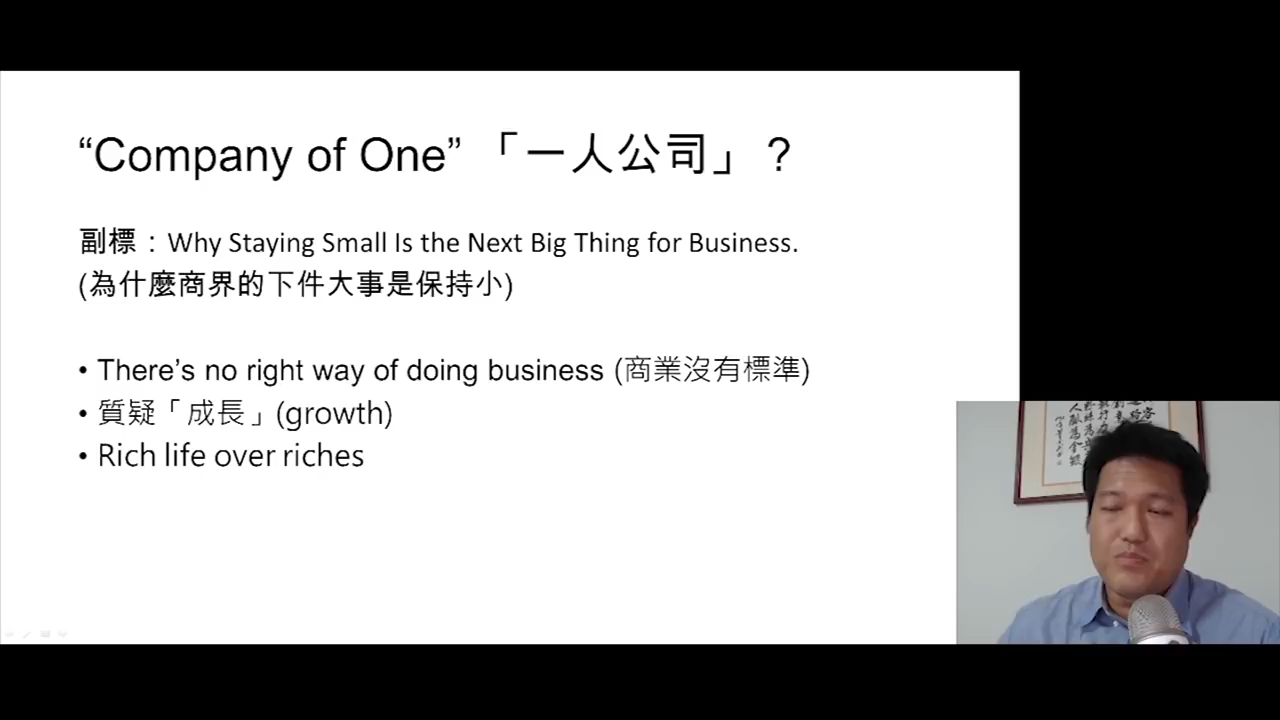 “Company of One” 「一人公司」？
副標：Why Staying Small Is the Next Big Thing for Business.
(為什麼商界的下件大事是保持小)
• There’s no right way of doing business (商業沒有標準)
• 質疑「成長」(growth)
• Rich life over riches